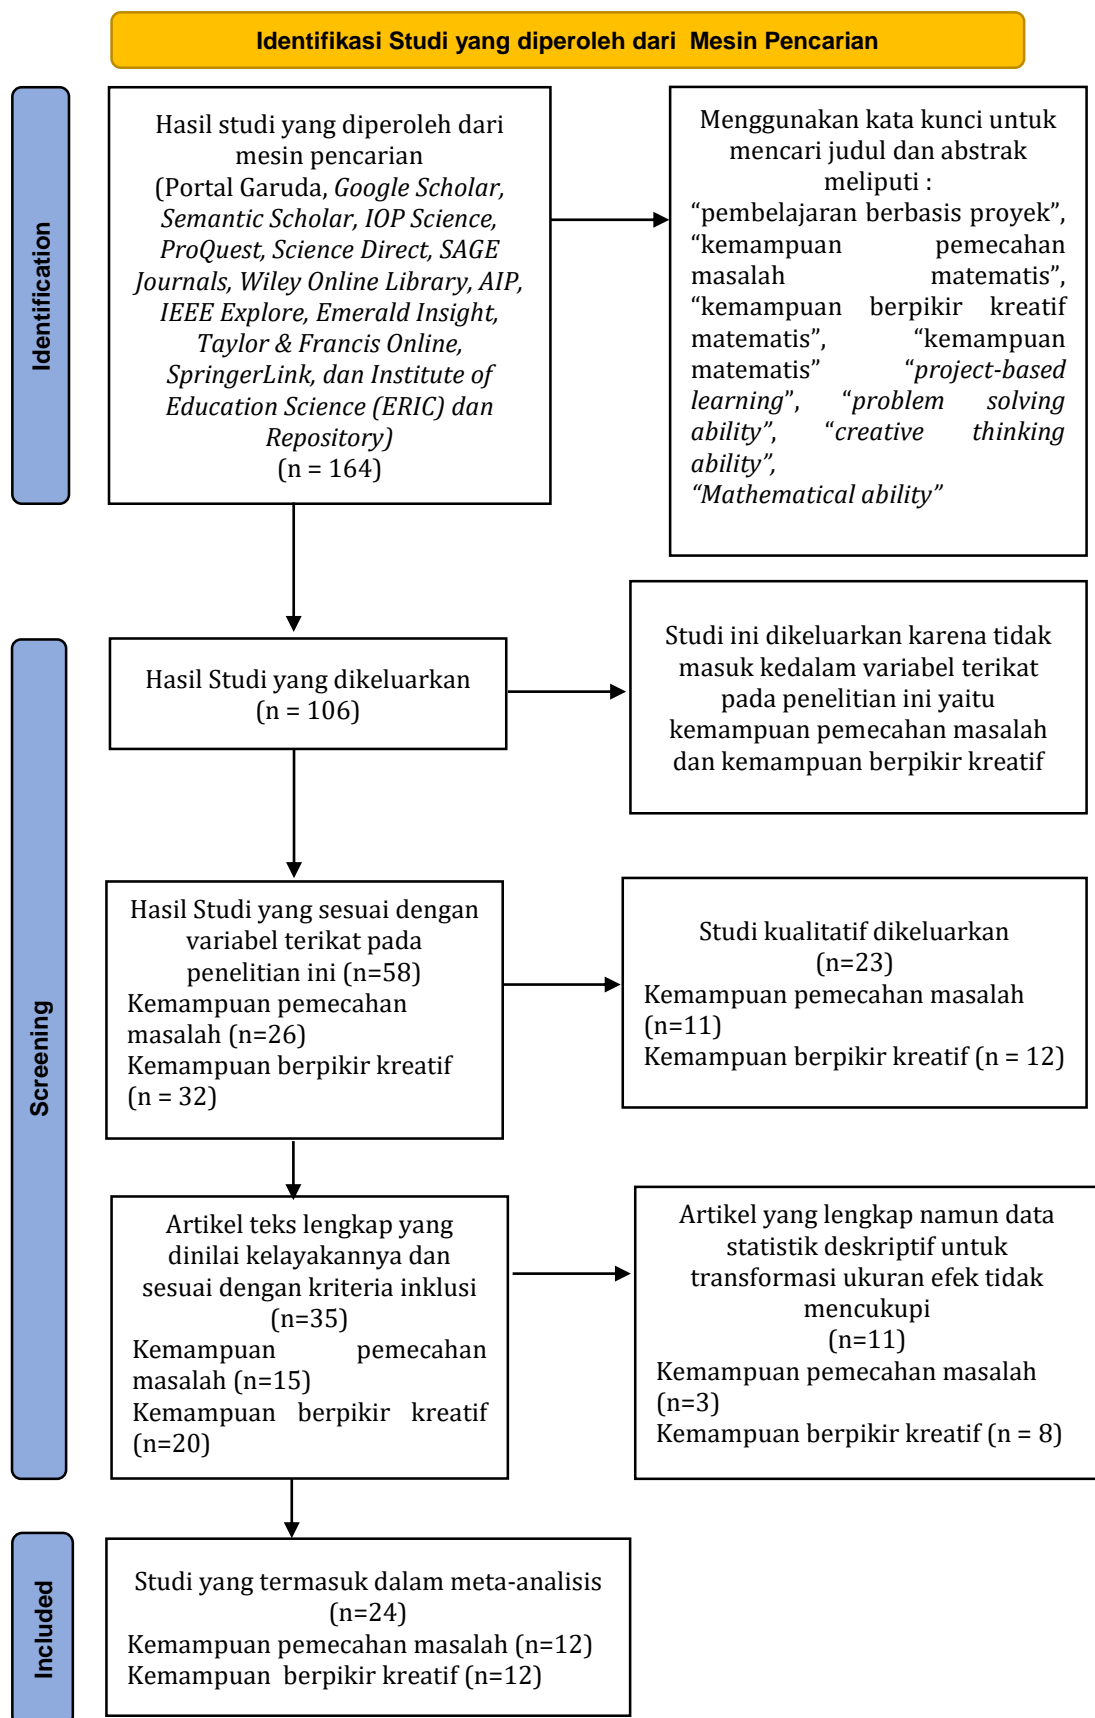 Identifikasi Studi yang diperoleh dari Mesin Pencarian
Identification
Hasil studi yang diperoleh dari
mesin pencarian
(Portal Garuda, Google Scholar,
Semantic Scholar, IOP Science,
ProQuest, Science Direct, SAGE
Journals, Wiley Online Library, AIP,
IEEE Explore, Emerald Insight,
Taylor & Francis Online,
SpringerLink, dan Institute of
Education Science (ERIC) dan
Repository)
(n = 164)
Menggunakan kata kunci untuk
mencari judul dan abstrak
meliputi :
“pembelajaran berbasis proyek”,
“kemampuan pemecahan
masalah matematis”,
“kemampuan berpikir kreatif
matematis”, “kemampuan
matematis” “project-based
learning”, “problem solving
ability”, “creative thinking
ability”,
“Mathematical ability”
Screening
Hasil Studi yang dikeluarkan
(n = 106)
Studi ini dikeluarkan karena tidak
masuk kedalam variabel terikat
pada penelitian ini yaitu
kemampuan pemecahan masalah
dan kemampuan berpikir kreatif
Hasil Studi yang sesuai dengan
variabel terikat pada
penelitian ini (n=58)
Kemampuan pemecahan
masalah (n=26)
Kemampuan berpikir kreatif
(n = 32)
Studi kualitatif dikeluarkan
(n=23)
Kemampuan pemecahan masalah
(n=11)
Kemampuan berpikir kreatif (n = 12)
Artikel teks lengkap yang
dinilai kelayakannya dan
sesuai dengan kriteria inklusi
(n=35)
Kemampuan pemecahan
masalah (n=15)
Kemampuan berpikir kreatif
(n=20)
Artikel yang lengkap namun data
statistik deskriptif untuk
transformasi ukuran efek tidak
mencukupi
(n=11)
Kemampuan pemecahan masalah
(n=3)
Kemampuan berpikir kreatif (n = 8)
Included
Studi yang termasuk dalam meta-analisis
(n=24)
Kemampuan pemecahan masalah (n=12)
Kemampuan berpikir kreatif (n=12)